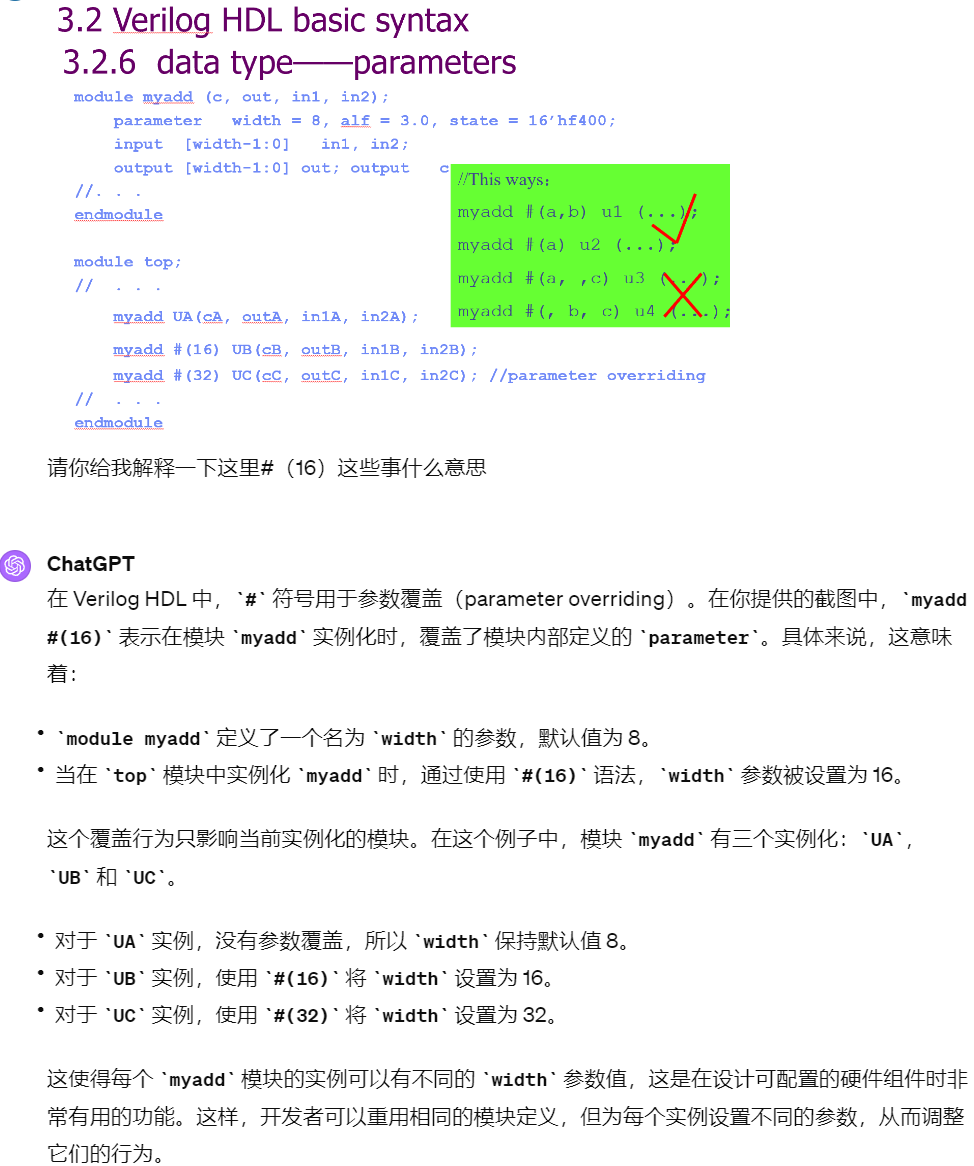 3.2 Verilog HDL basic syntax
3.2.6 data type——parameters
module myadd (c, out, in1, in2);
parameter width = 8, alf = 3.0, state = 16'hf400;
input [width-1:0] in1, in2;
output [width-1:0] out; output c
//. . .
endmodule
//This ways:
myadd #(a,b) u1 (...);
myadd #(a) u2 (...);
myadd #(a, ,c) u3 (...);
myadd #(, b, c) u4 (...);
module top;
// . . .
myadd UA(cA, outA, in1A, in2A);
myadd #(16) UB(cB, outB, in1B, in2B);
myadd #(32) UC(cC, outC, in1C, in2C); //parameter overriding
// . . .
endmodule
请你给我解释一下这里#（16）这些事什么意思
ChatGPT
在 Verilog HDL 中，`#` 符号用于参数覆盖（parameter overriding）。在你提供的截图中，`myadd
#(16)` 表示在模块 `myadd` 实例化时，覆盖了模块内部定义的 `parameter`。具体来说，这意味
着：
• `module myadd` 定义了一个名为 `width` 的参数，默认值为 8。
• 当在 `top` 模块中实例化 `myadd` 时，通过使用 `#(16)` 语法，`width` 参数被设置为 16。
这个覆盖行为只影响当前实例化的模块。在这个例子中，模块 `myadd` 有三个实例化：`UA`，
`UB` 和 `UC`。
• 对于 `UA` 实例，没有参数覆盖，所以 `width` 保持默认值 8。
• 对于 `UB` 实例，使用 `#(16)` 将 `width` 设置为 16。
• 对于 `UC` 实例，使用 `#(32)` 将 `width` 设置为 32。
这使得每个 `myadd` 模块的实例可以有不同的 `width` 参数值，这是在设计可配置的硬件组件时非
常有用的功能。这样，开发者可以重用相同的模块定义，但为每个实例设置不同的参数，从而调整
它们的行为。